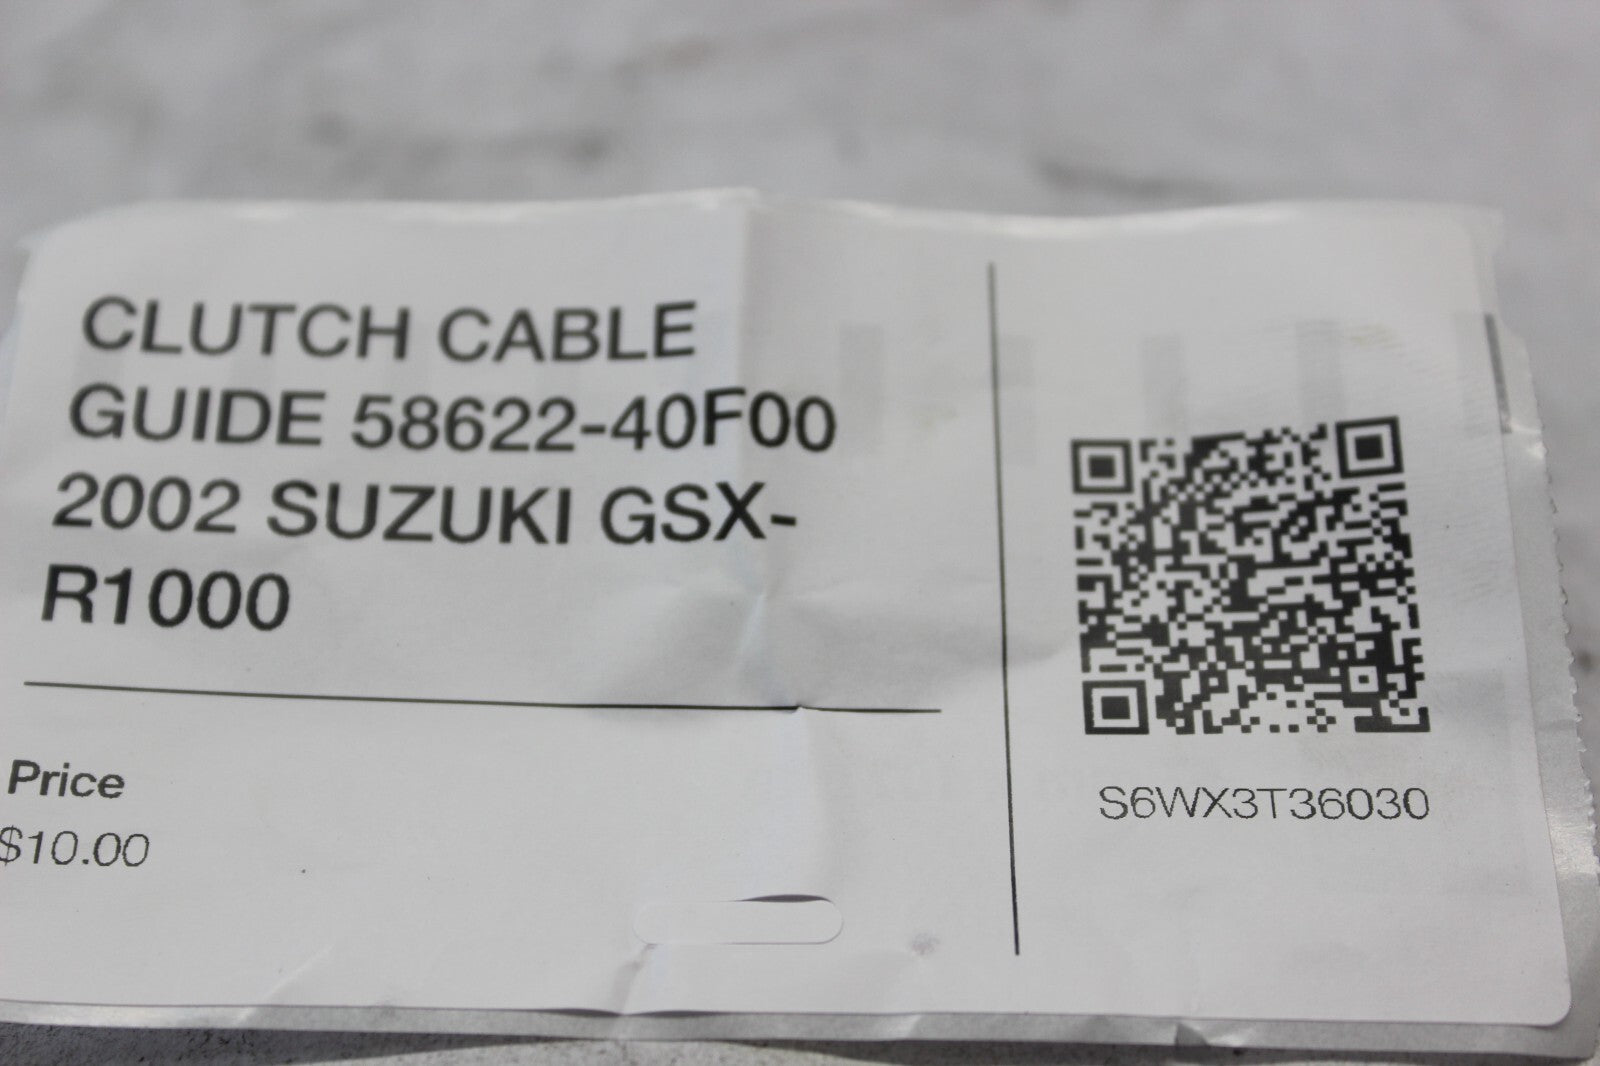 CLUTCH CABLE
GUIDE 58622-40F00
2002 SUZUKI GSX-
R1000
Price
$10.00
S6WX3T36030